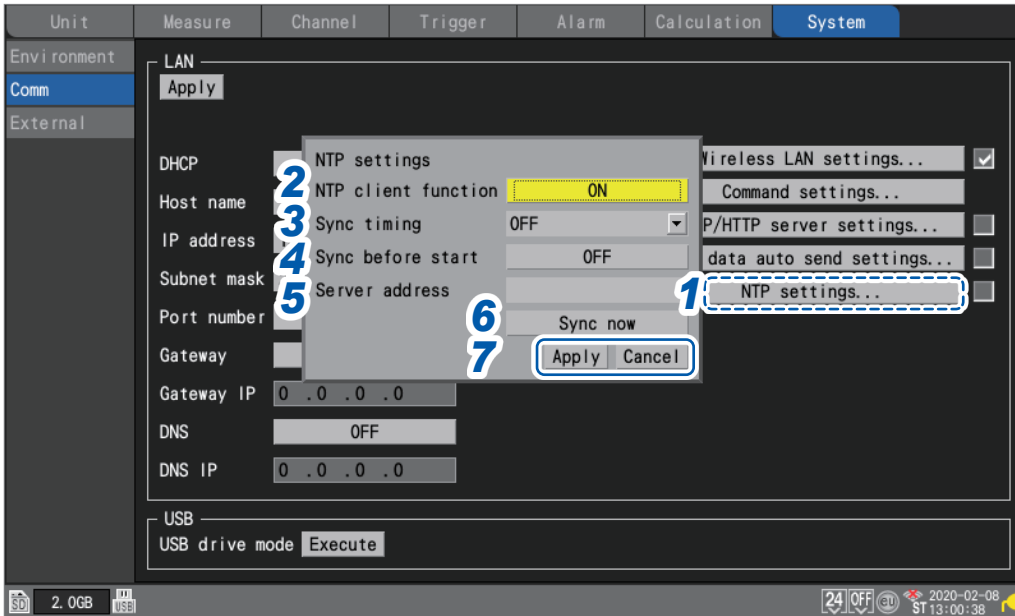 Unit Measure Channel Trigger Alarm Calculation System
Environment
Comm
External
LAN
Apply
DHCP
Host name
IP address
Subnet mask
Port number
Gateway
Gateway IP 0 .0 .0 .0
DNS OFF
DNS IP 0 .0 .0 .0
NTP settings
2 NTP client function ON
3 Sync timing OFF
4 Sync before start OFF
5 Server address
6 Sync now
7 Apply Cancel
Wireless LAN settings...
Command settings...
P/HTTP server settings...
data auto send settings...
1 NTP settings...
USB
USB drive mode Execute
SD 2.0GB USB
24 OFF eu 2020-02-08
ST 13:00:38